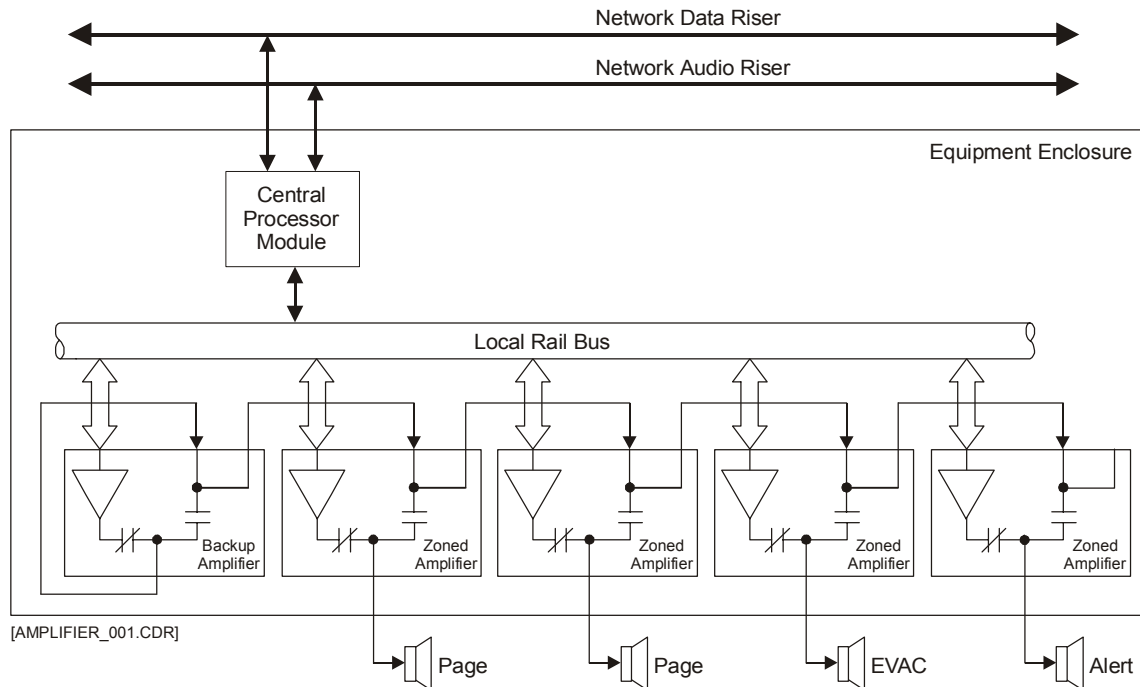 Network Data Riser
Network Audio Riser
Equipment Enclosure
Central
Processor
Module
Local Rail Bus
Backup
Amplifier
Zoned
Amplifier
Zoned
Amplifier
Zoned
Amplifier
Zoned
Amplifier
[AMPLIFIER_001.CDR]
Page
Page
EVAC
Alert